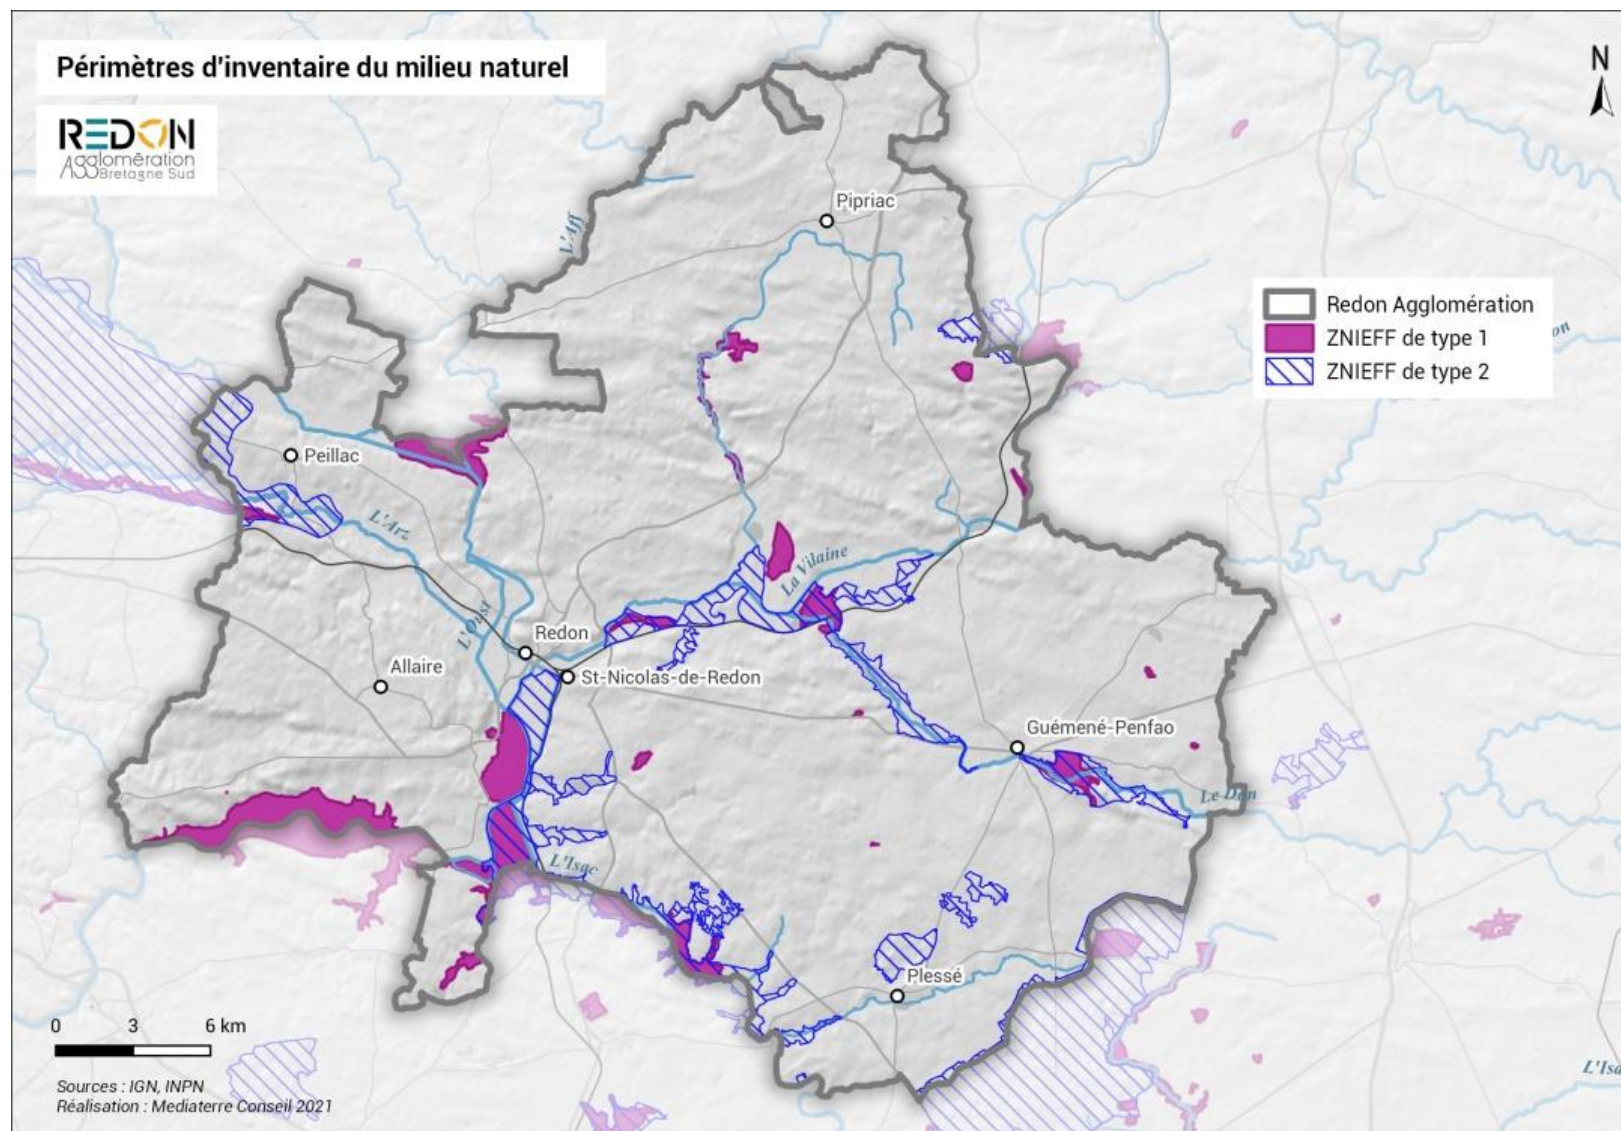 Périmètres d'inventaire du milieu naturel
N
REDON
Agglomération
Bretagne Sud
Pipriac
L'Aff
Redon Agglomération
ZNIEFF de type 1
ZNIEFF de type 2
on
Peillac
L'Arz
La Vilaine
L'Oust
Redon
Allaire
St-Nicolas-de-Redon
Guémené-Penfao
Le Don
L'Isac
Plessé
0 3 6 km
L'Isa
Sources : IGN, INPN
Réalisation : Mediaterre Conseil 2021